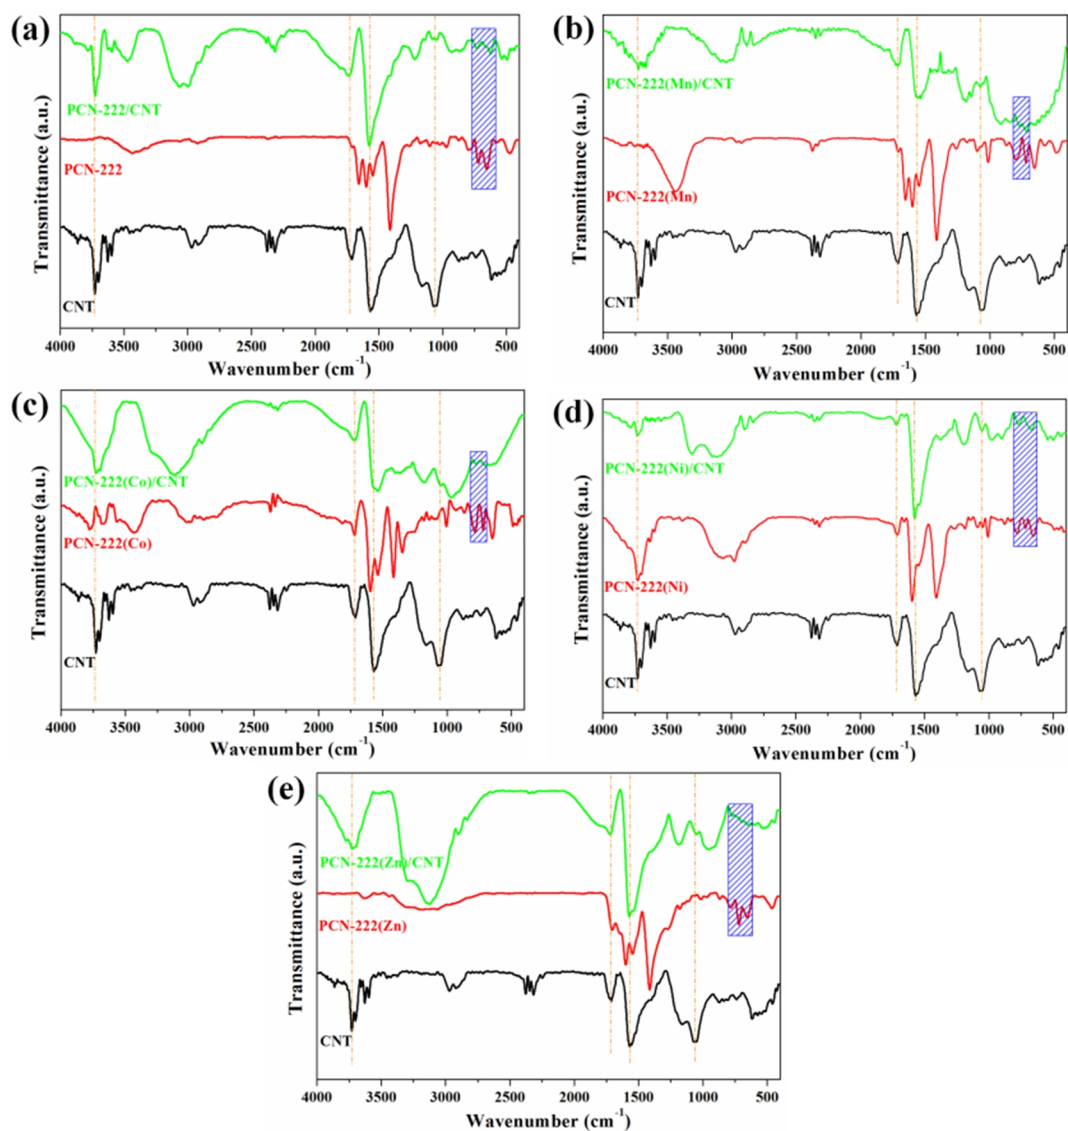 (a)
Transmittance (a.u.)
PCN-222/CNT
PCN-222
CNT
4000 3500 3000 2500 2000 1500 1000 500
Wavenumber (cm-1)
(b)
Transmittance (a.u.)
PCN-222(Mn)/CNT
PCN-222(Mn)
CNT
4000 3500 3000 2500 2000 1500 1000 500
Wavenumber (cm-1)
(c)
Transmittance (a.u.)
PCN-222(Co)/CNT
PCN-222(Co)
CNT
4000 3500 3000 2500 2000 1500 1000 500
Wavenumber (cm-1)
(d)
Transmittance (a.u.)
PCN-222(Ni)/CNT
PCN-222(Ni)
CNT
4000 3500 3000 2500 2000 1500 1000 500
Wavenumber (cm-1)
(e)
Transmittance (a.u.)
PCN-222(Zn)/CNT
PCN-222(Zn)
CNT
4000 3500 3000 2500 2000 1500 1000 500
Wavenumber (cm-1)